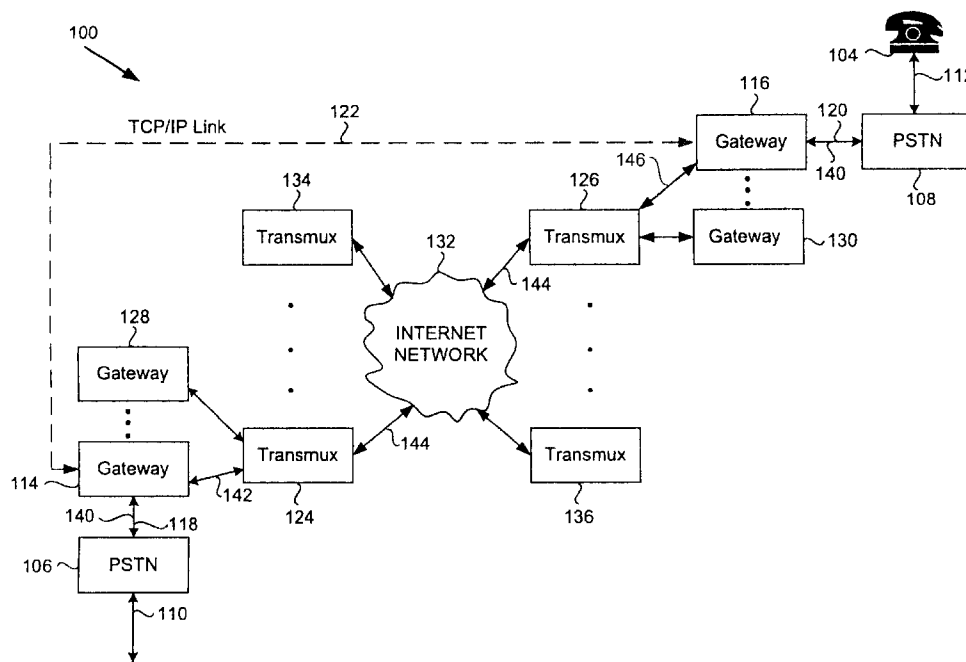 100
104
112
116
TCP/IP Link
122
120
Gateway
PSTN
140
146
108
134
126
Transmux
Transmux
Gateway
130
132
144
128
INTERNET
NETWORK
Gateway
Gateway
Transmux
144
Transmux
114
142
124
136
140
118
106
PSTN
110